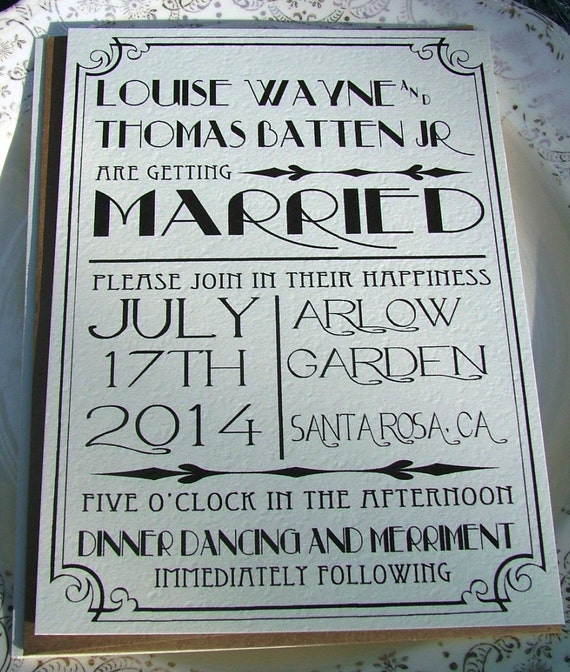 LOUISE WAYNE AND
THOMAS BATTEN JR
ARE GETTING
MARRIED
PLEASE JOIN IN THEIR HAPPINESS
JULY
17TH
2014
ARLOW
GARDEN
SANTA ROSA · CA
FIVE O'CLOCK IN THE AFTERNOON
DINNER DANCING AND MERRIMENT
IMMEDIATELY FOLLOWING